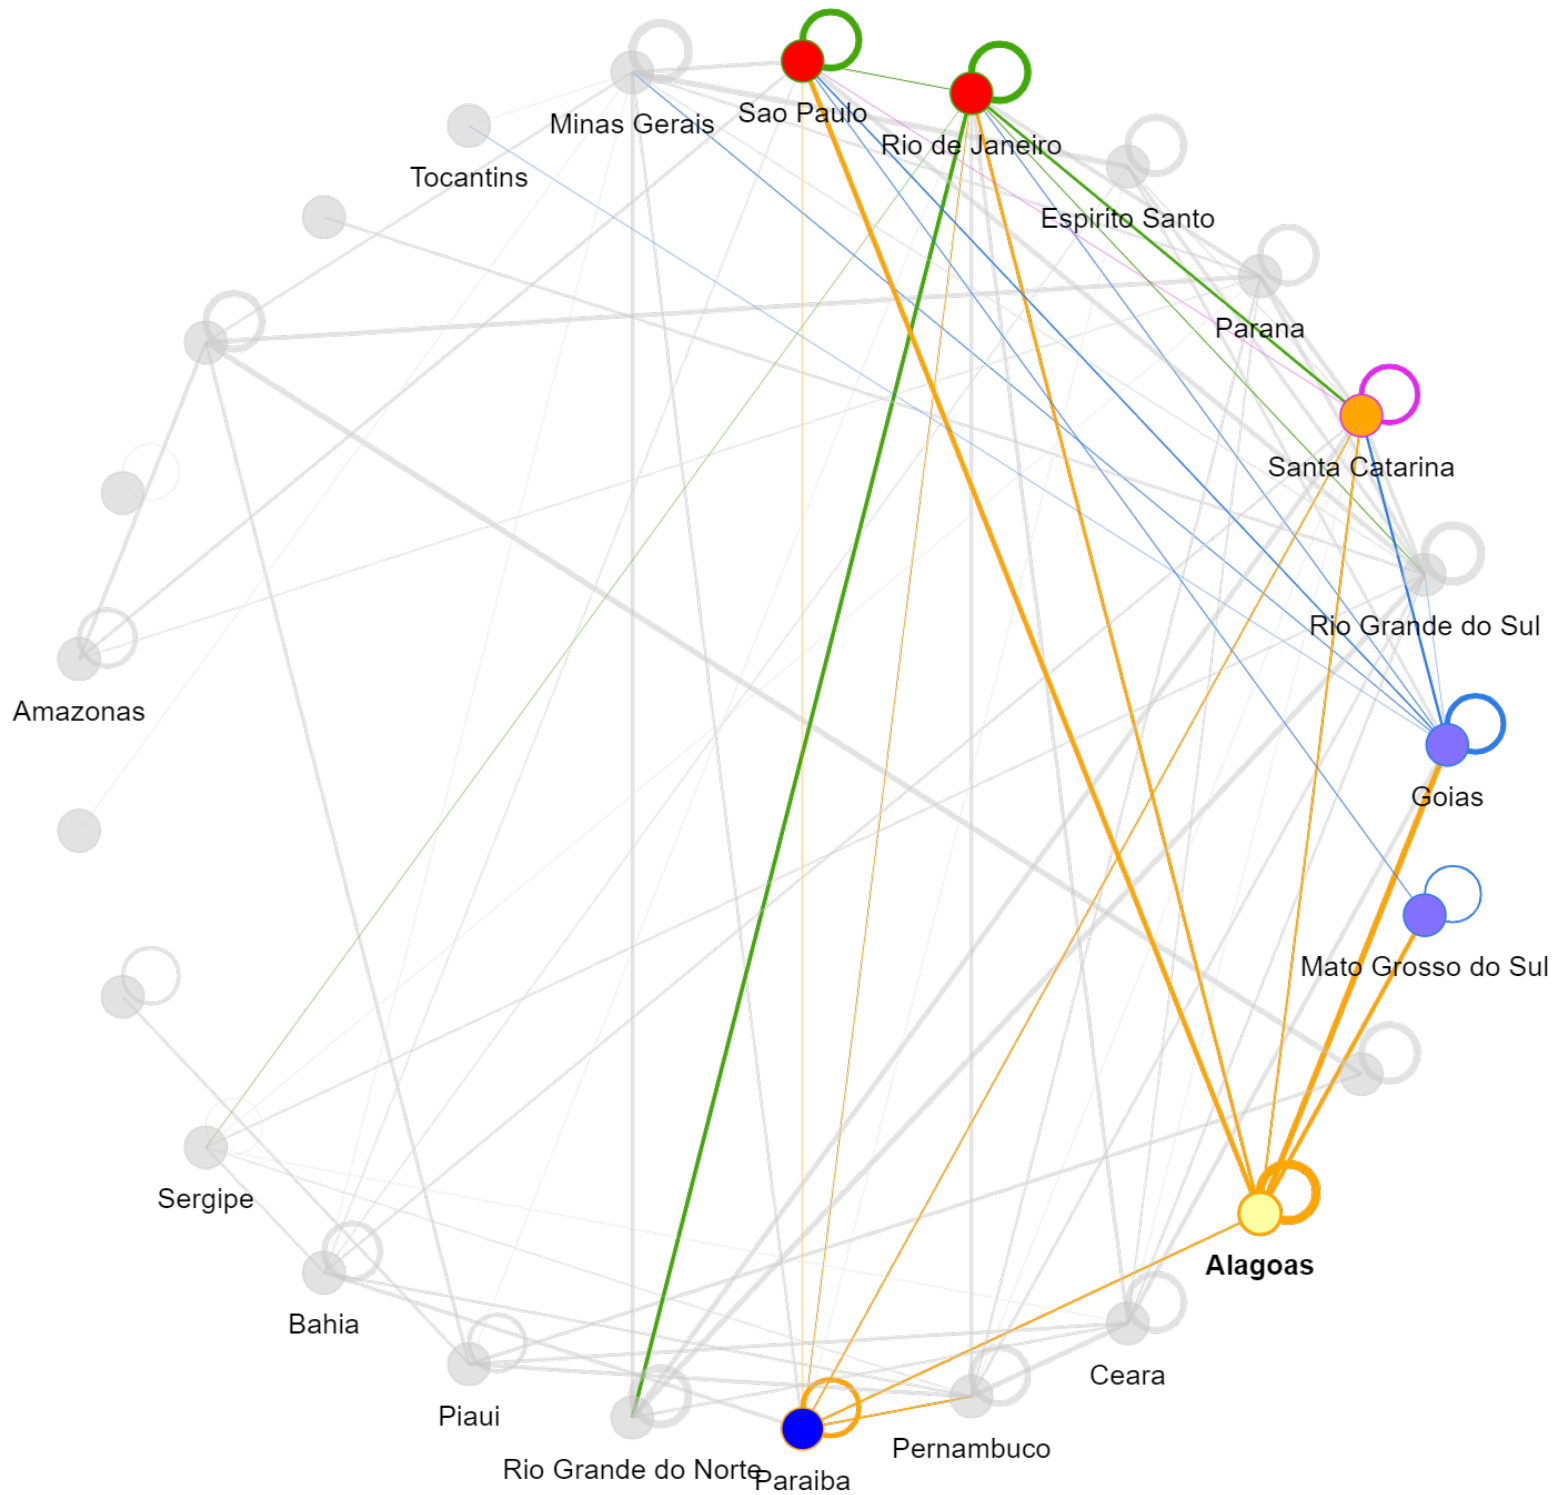 Minas Gerais
Sao Paulo
Rio de Janeiro
Tocantins
Espirito Santo
Parana
Santa Catarina
Rio Grande do Sul
Amazonas
Goias
Mato Grosso do Sul
Sergipe
Alagoas
Bahia
Ceara
Piaui
Pernambuco
Rio Grande do Norte
Paraiba